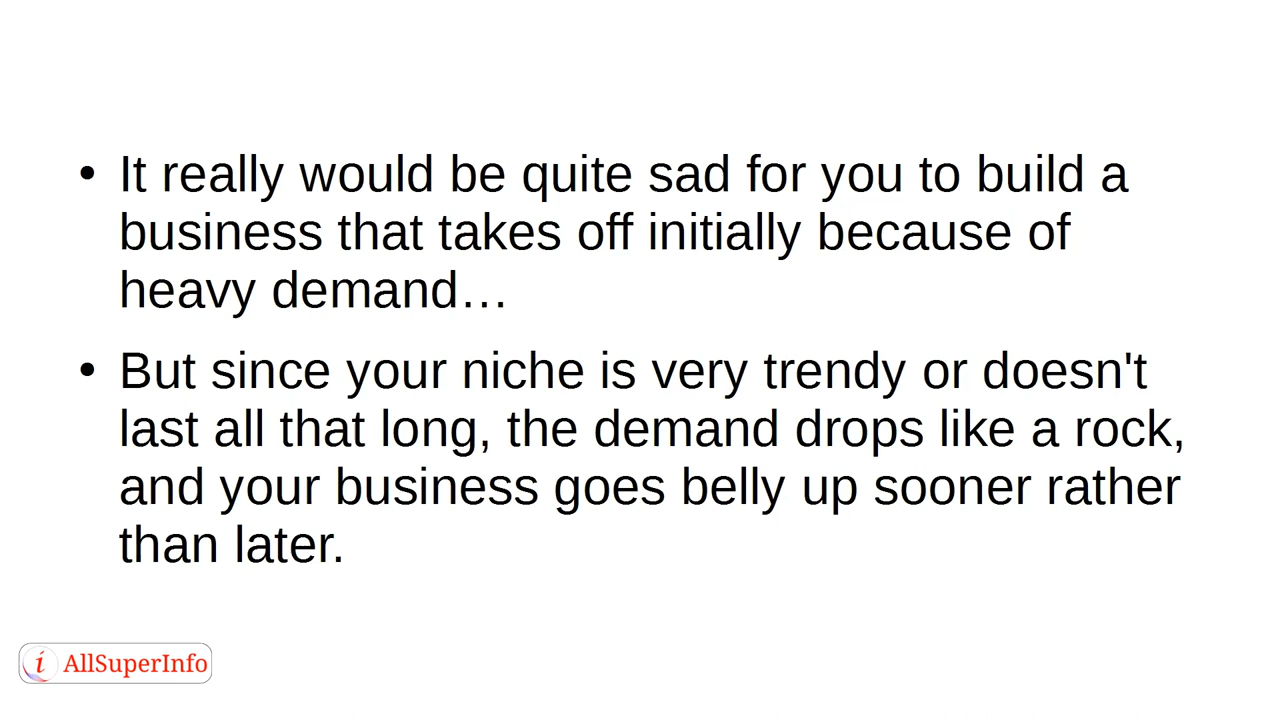 • It really would be quite sad for you to build a
business that takes off initially because of
heavy demand…
• But since your niche is very trendy or doesn't
last all that long, the demand drops like a rock,
and your business goes belly up sooner rather
than later.
i AllSuperInfo